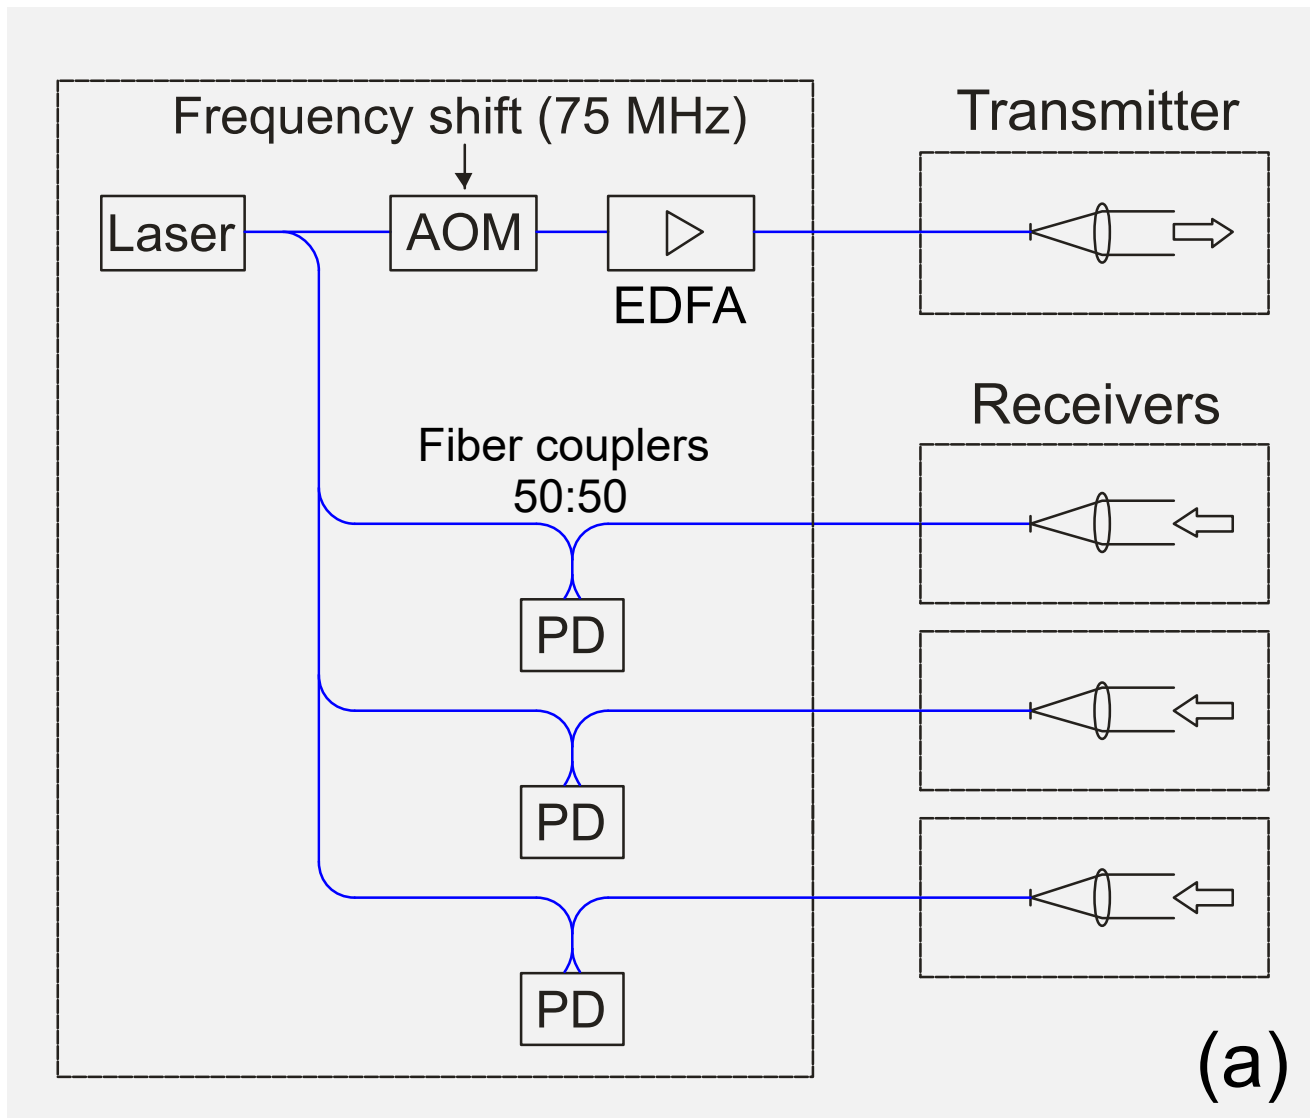 Frequency shift (75 MHz)
Transmitter
Laser
AOM
EDFA
Receivers
Fiber couplers
50:50
PD
PD
PD
(a)